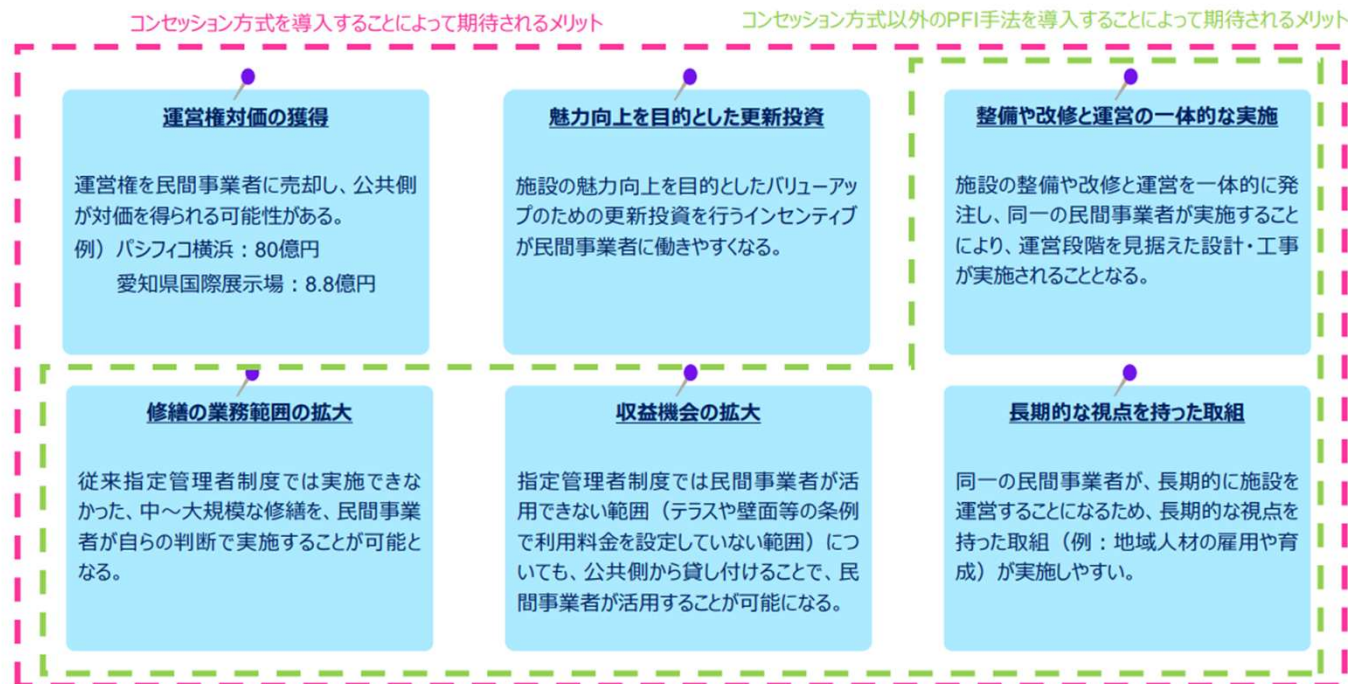 コンセッション方式を導入することによって期待されるメリット
コンセッション方式以外のPFI手法を導入することによって期待されるメリット
運営権対価の獲得
運営権を民間事業者に売却し、公共側
が対価を得られる可能性がある。
例）パシフィコ横浜：80億円
愛知県国際展示場：8.8億円
魅力向上を目的とした更新投資
施設の魅力向上を目的としたバリューアッ
プのための更新投資を行うインセンティブ
が民間事業者に働きやすくなる。
整備や改修と運営の一体的な実施
施設の整備や改修と運営を一体的に発
注し、同一の民間事業者が実施すること
により、運営段階を見据えた設計・工事
が実施されることとなる。
修繕の業務範囲の拡大
従来指定管理者制度では実施できな
かった、中～大規模な修繕を、民間事業
者が自らの判断で実施することが可能と
なる。
収益機会の拡大
指定管理者制度では民間事業者が活
用できない範囲（テラスや壁面等の条例
で利用料金を設定していない範囲）につ
いても、公共側から貸し付けることで、民
間事業者が活用することが可能になる。
長期的な視点を持った取組
同一の民間事業者が、長期的に施設を
運営することになるため、長期的な視点を
持った取組（例：地域人材の雇用や育
成）が実施しやすい。